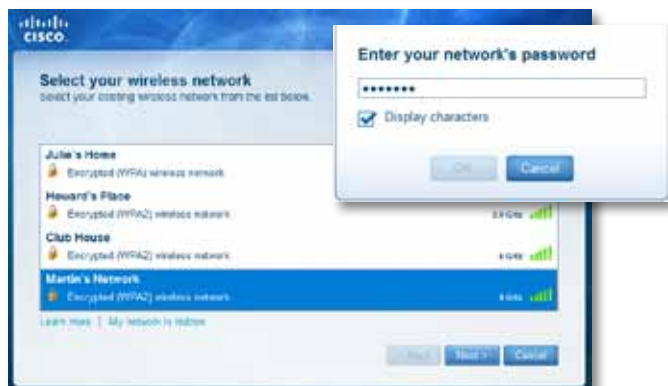 CISCO
Select your wireless network
Select your existing wireless network from the list below.
Julie's Home
Encrypted (WPA) wireless network
Howard's Place
Encrypted (WPA2) wireless network
Club House
Encrypted (WPA2) wireless network
Martin's Network
Encrypted (WPA2) wireless network
Learn more | My network is hidden
Next > Cancel
Enter your network's password
•••••••
Display characters
OK Cancel